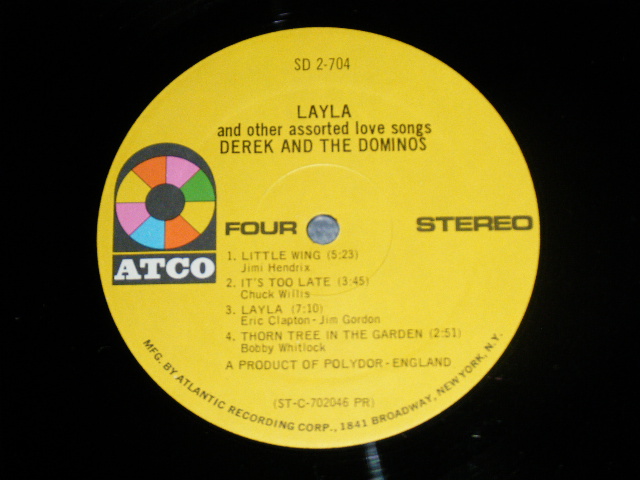 SD 2-704
LAYLA
and other assorted love songs
DEREK AND THE DOMINOS
ATCO
FOUR
STEREO
1. LITTLE WING (5:23)
Jimi Hendrix
2. IT'S TOO LATE (3:45)
Chuck Willis
3. LAYLA (7:10)
Eric Clapton-Jim Gordon
4. THORN TREE IN THE GARDEN (2:51)
Bobby Whitlock
A PRODUCT OF POLYDOR-ENGLAND
(ST-C-702046 PR)
MFG. BY ATLANTIC RECORDING CORP., 1841 BROADWAY, NEW YORK, N.Y.